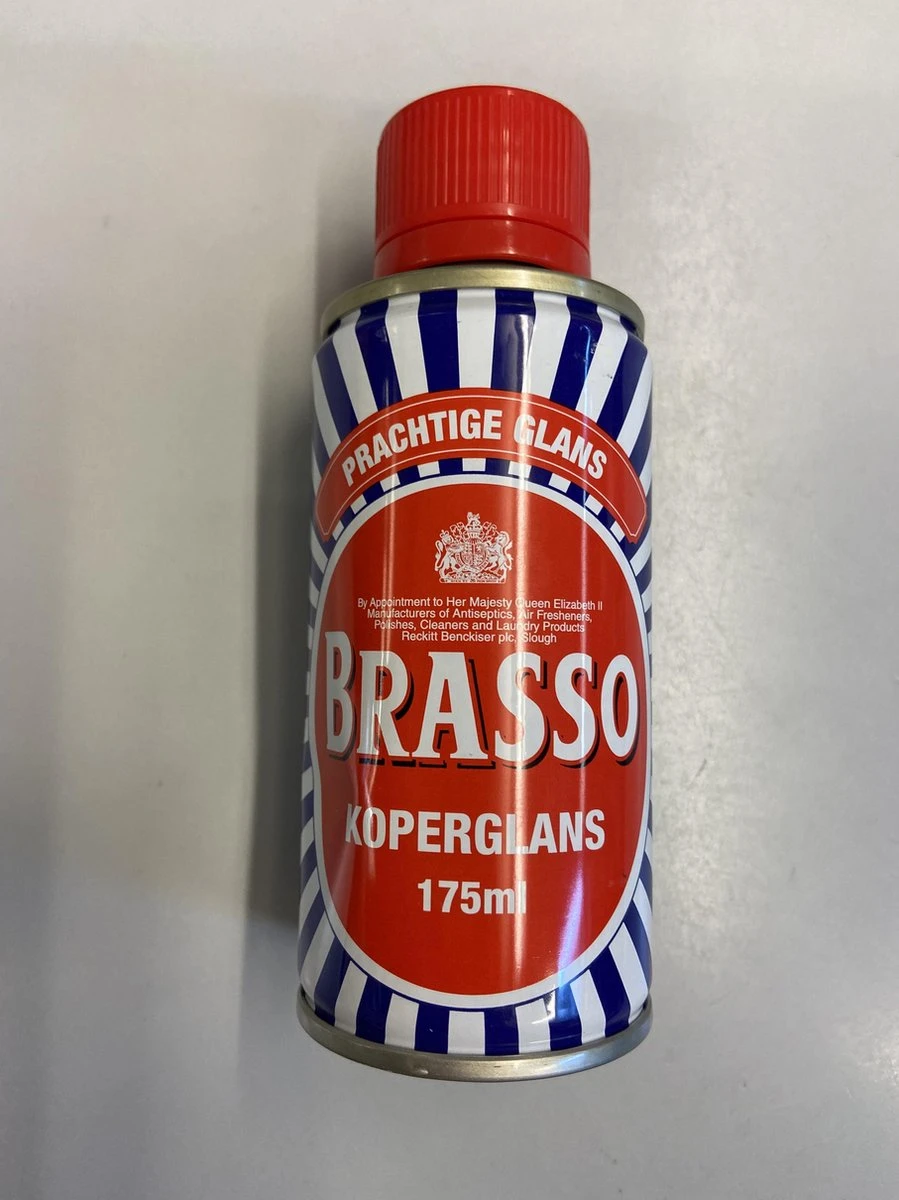 PRACHTIGE GLANS
By Appointment to Her Majesty Queen Elizabeth II
Manufacturers of Antiseptics, Air Fresheners,
Polishes, Cleaners and Laundry Products
Reckitt Benckiser plc, Slough
BRASSO
KOPERGLANS
175ml